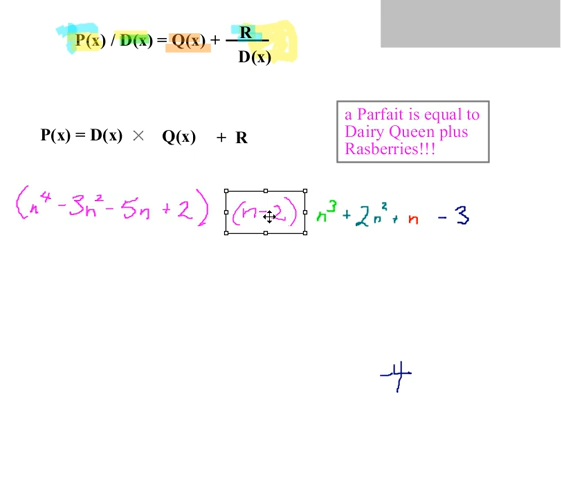 P(x) / D(x) = Q(x) + R
D(x)
P(x) = D(x) × Q(x) + R
a Parfait is equal to
Dairy Queen plus
Rasberries!!!
(n⁴ - 3n² - 5n + 2) (n-2) n³ + 2n² + n - 3
-4